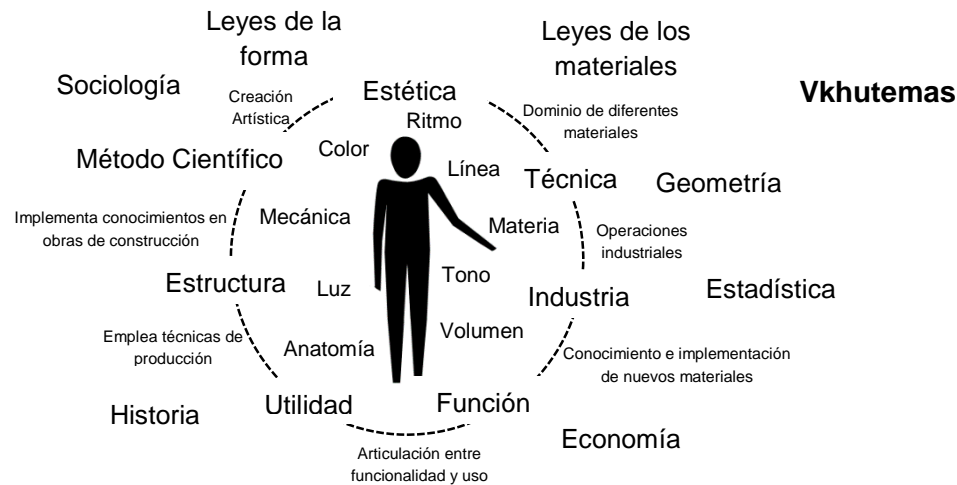 Leyes de la
forma
Leyes de los
materiales
Sociología
Vkhutemas
Creación
Artística
Estética
Dominio de diferentes
materiales
Ritmo
Color
Método Científico
Línea
Técnica
Geometría
Implementa conocimientos en
obras de construcción
Mecánica
Materia
Operaciones
industriales
Estructura
Luz
Tono
Industria
Estadística
Emplea técnicas de
producción
Anatomía
Volumen
Conocimiento e implementación
de nuevos materiales
Historia
Utilidad
Función
Economía
Articulación entre
funcionalidad y uso